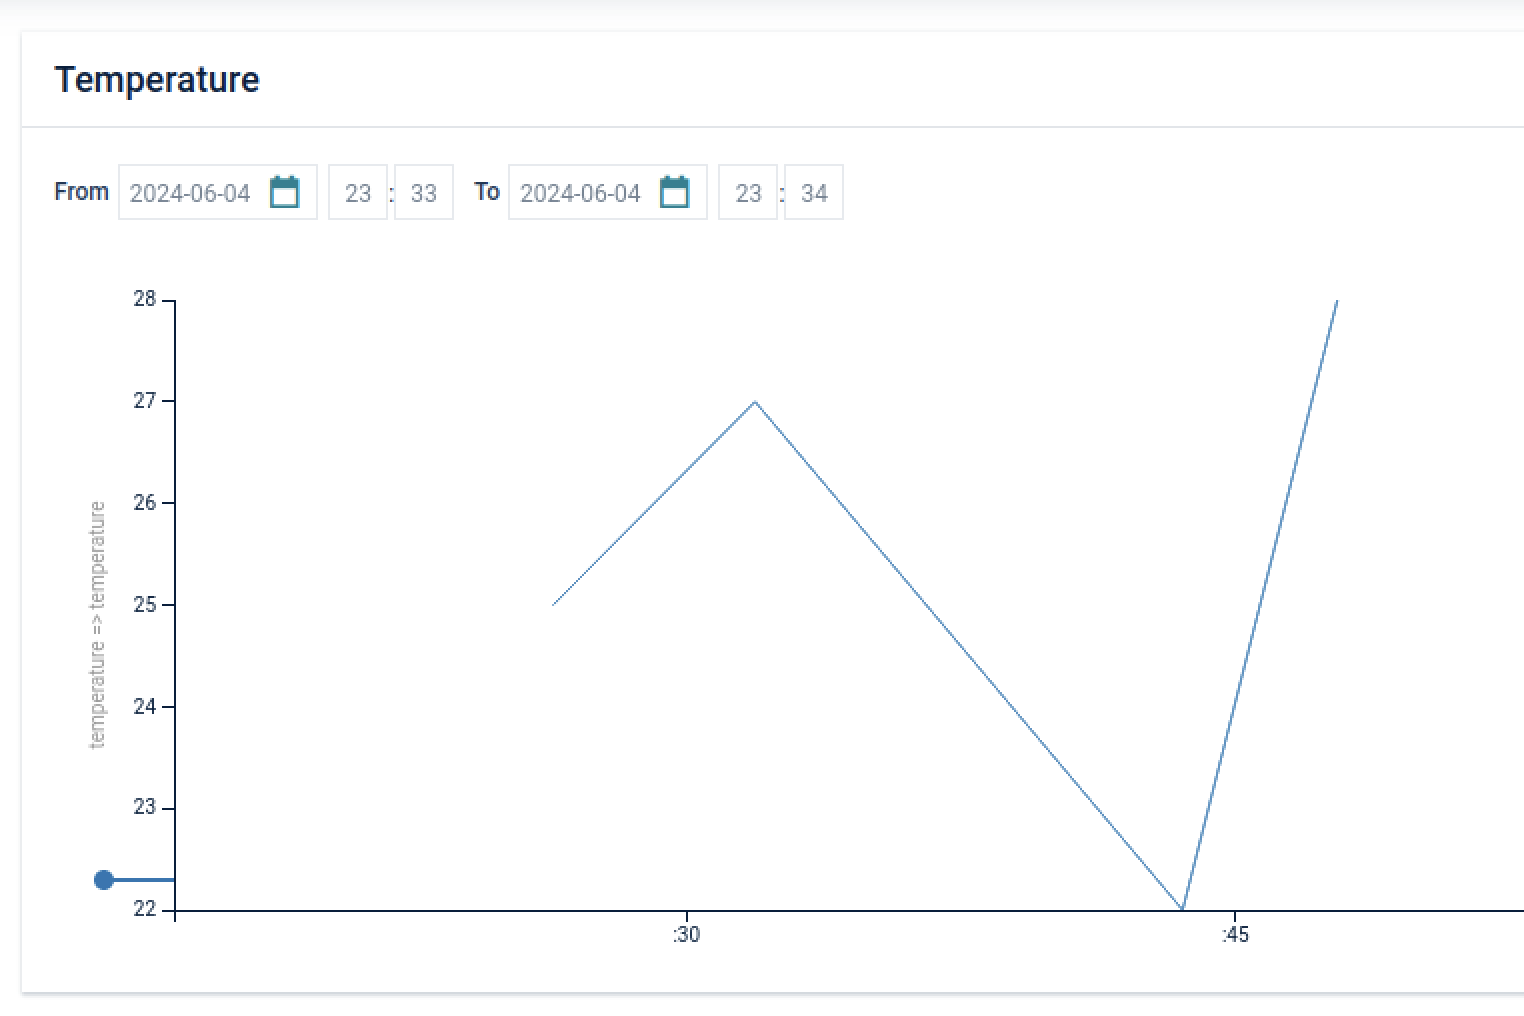 Temperature
From 2024-06-04 23 : 33 To 2024-06-04 23 : 34
28
27
26
25
24
23
22
temperature => temperature
:30 :45